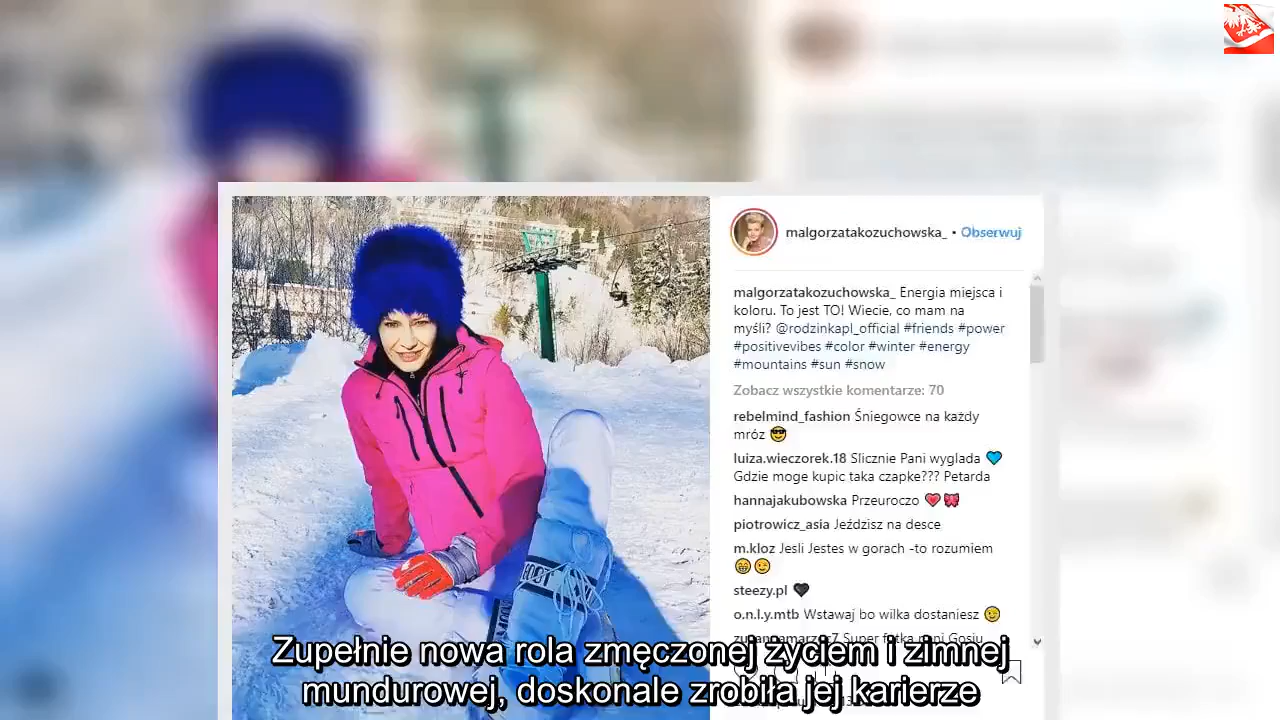 malgorzatakozuchowska_ • Obserwuj
malgorzatakozuchowska_ Energia miejsca i
koloru. To jest TO! Wiecie, co mam na
myśli? @rodzinkapl_official #friends #power
#positivevibes #color #winter #energy
#mountains #sun #snow
Zobacz wszystkie komentarze: 70
rebelmind_fashion Śniegowce na każdy
mróz 😎
luiza.wieczorek.18 Slicznie Pani wyglada 💙
Gdzie moge kupic taka czapke??? Petarda
hannajakubowska Przeuroczo ❤️🎀
piotrowicz_asia Jeździsz na desce
m.kloz Jesli Jestes w gorach -to rozumiem
😁😉
steezy.pl 🖤
o.n.l.y.mtb Wstawaj bo wilka dostaniesz 😉
Super fotka pani Gosiu
Zupełnie nowa rola zmęczonej życiem i zimnej
mundurowej, doskonale zrobiła jej karierze